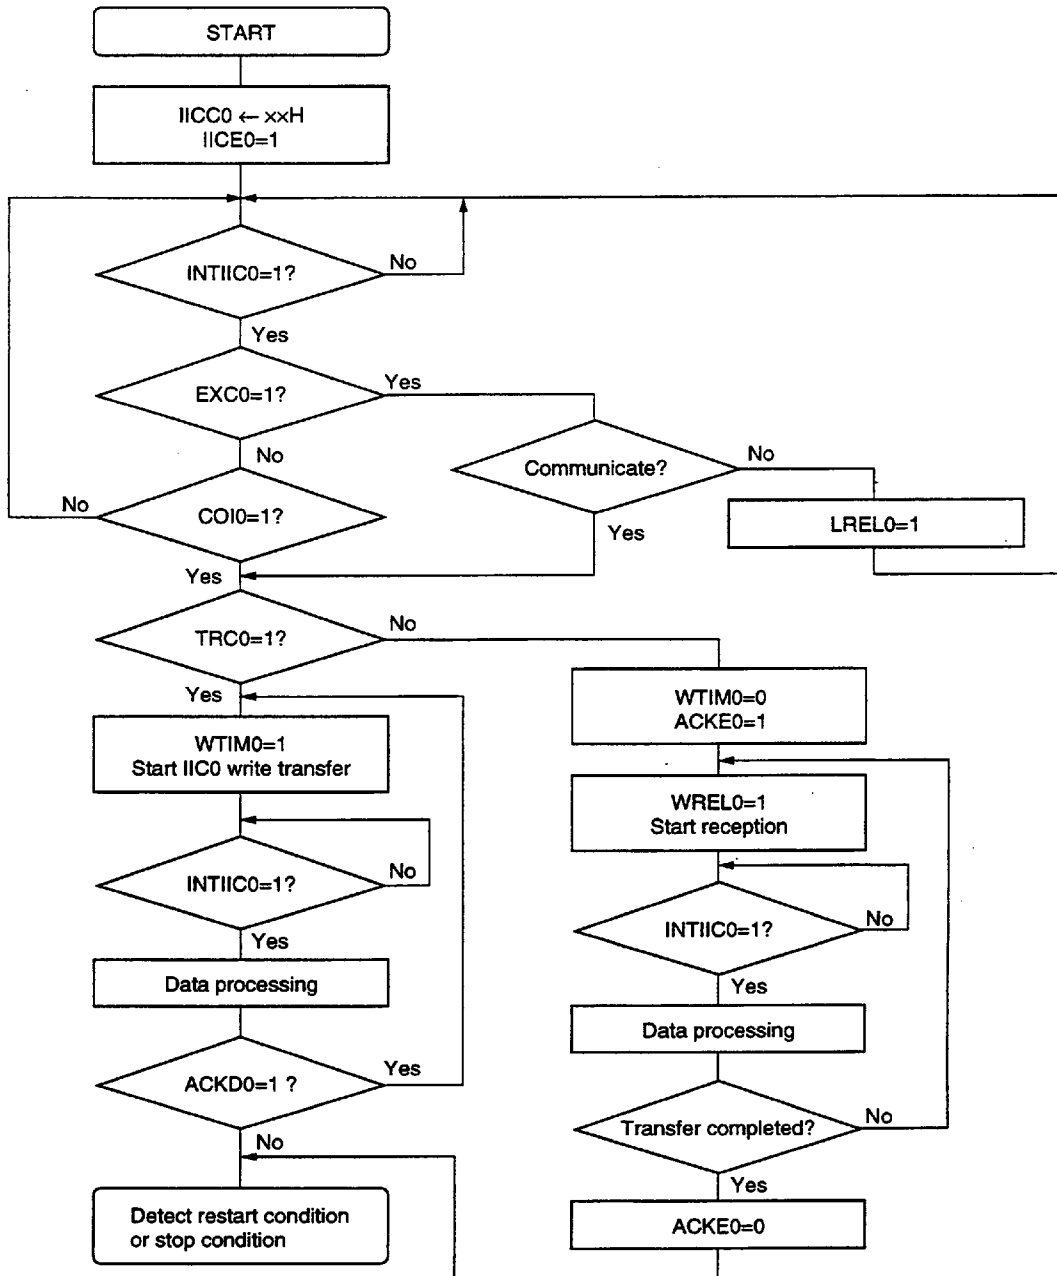 START
IICC0 ← xxH
IICE0=1
INTIIC0=1?
No
Yes
EXC0=1?
Yes
No
Communicate?
No
LREL0=1
Yes
COI0=1?
No
Yes
TRC0=1?
No
Yes
WTIM0=1
Start IIC0 write transfer
INTIIC0=1?
No
Yes
Data processing
ACKD0=1 ?
Yes
No
Detect restart condition
or stop condition
WTIM0=0
ACKE0=1
WREL0=1
Start reception
INTIIC0=1?
No
Yes
Data processing
Transfer completed?
No
Yes
ACKE0=0